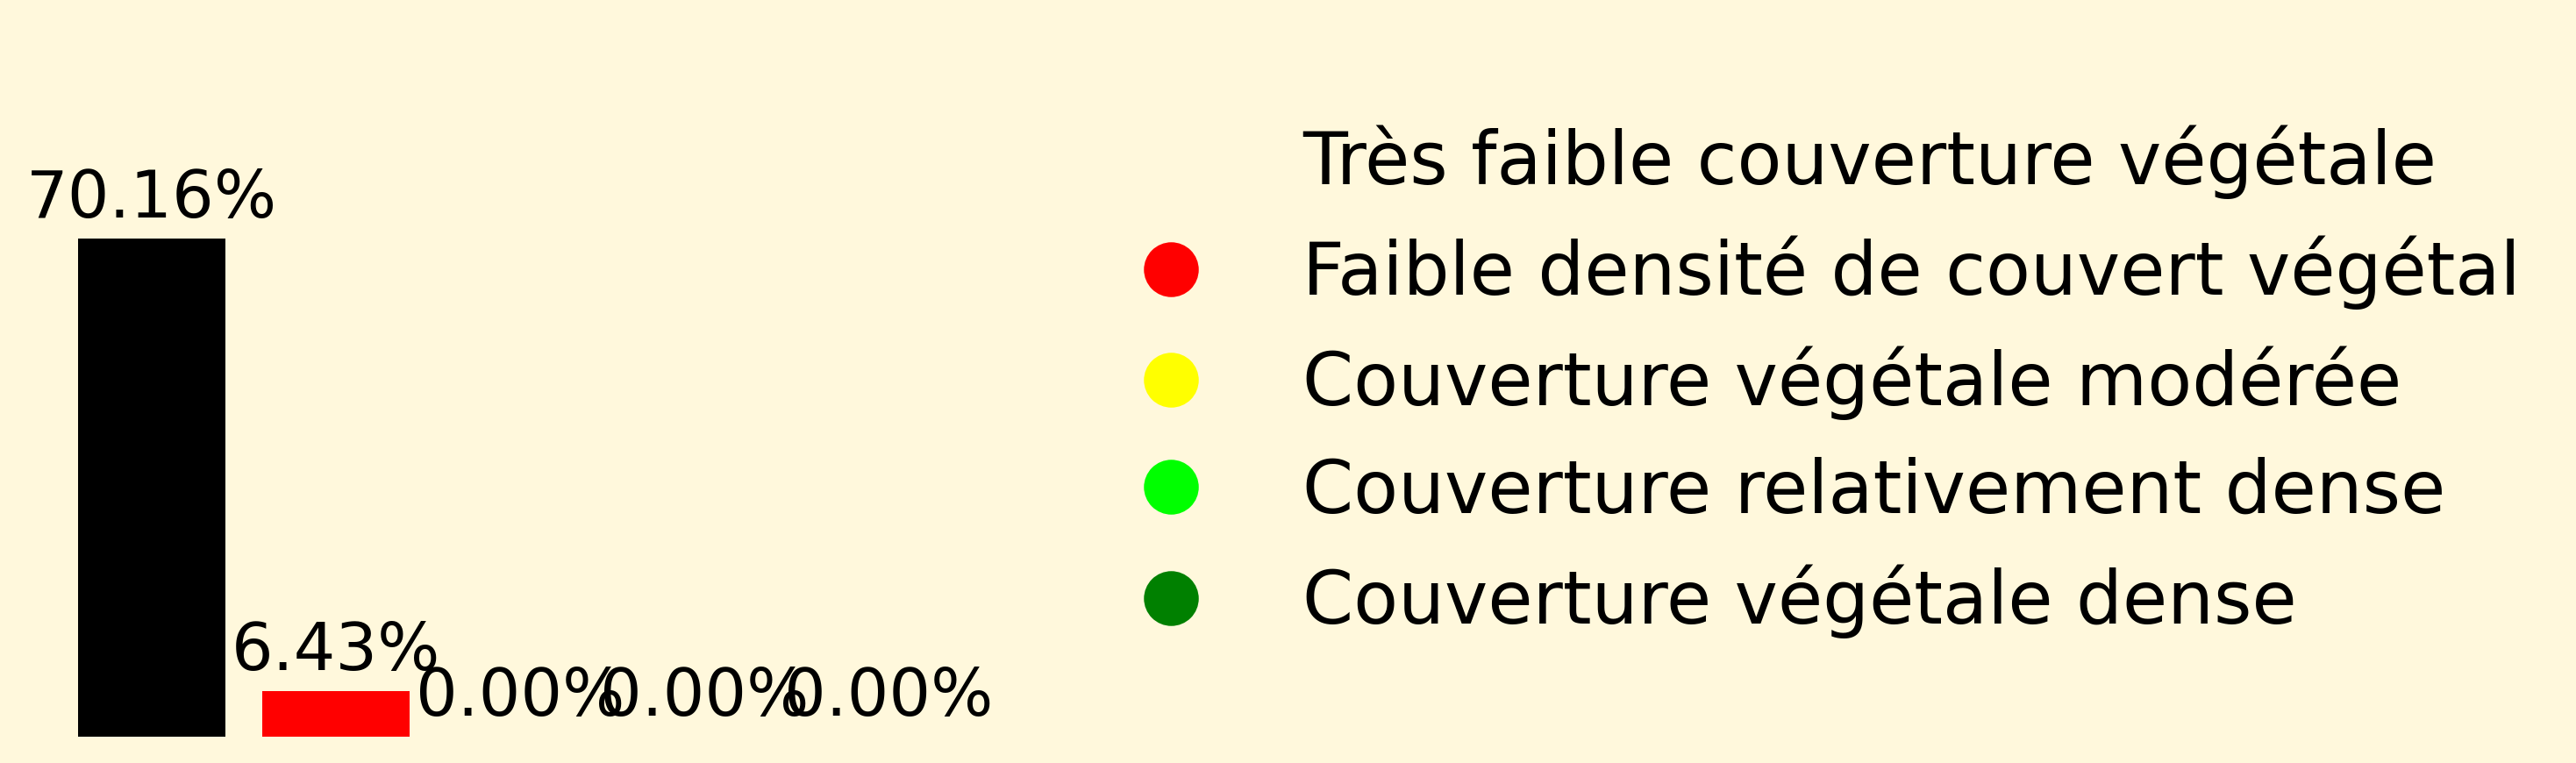 70.16%
6.43%
0.00%
0.00%
0.00%
Très faible couverture végétale
Faible densité de couvert végétal
Couverture végétale modérée
Couverture relativement dense
Couverture végétale dense